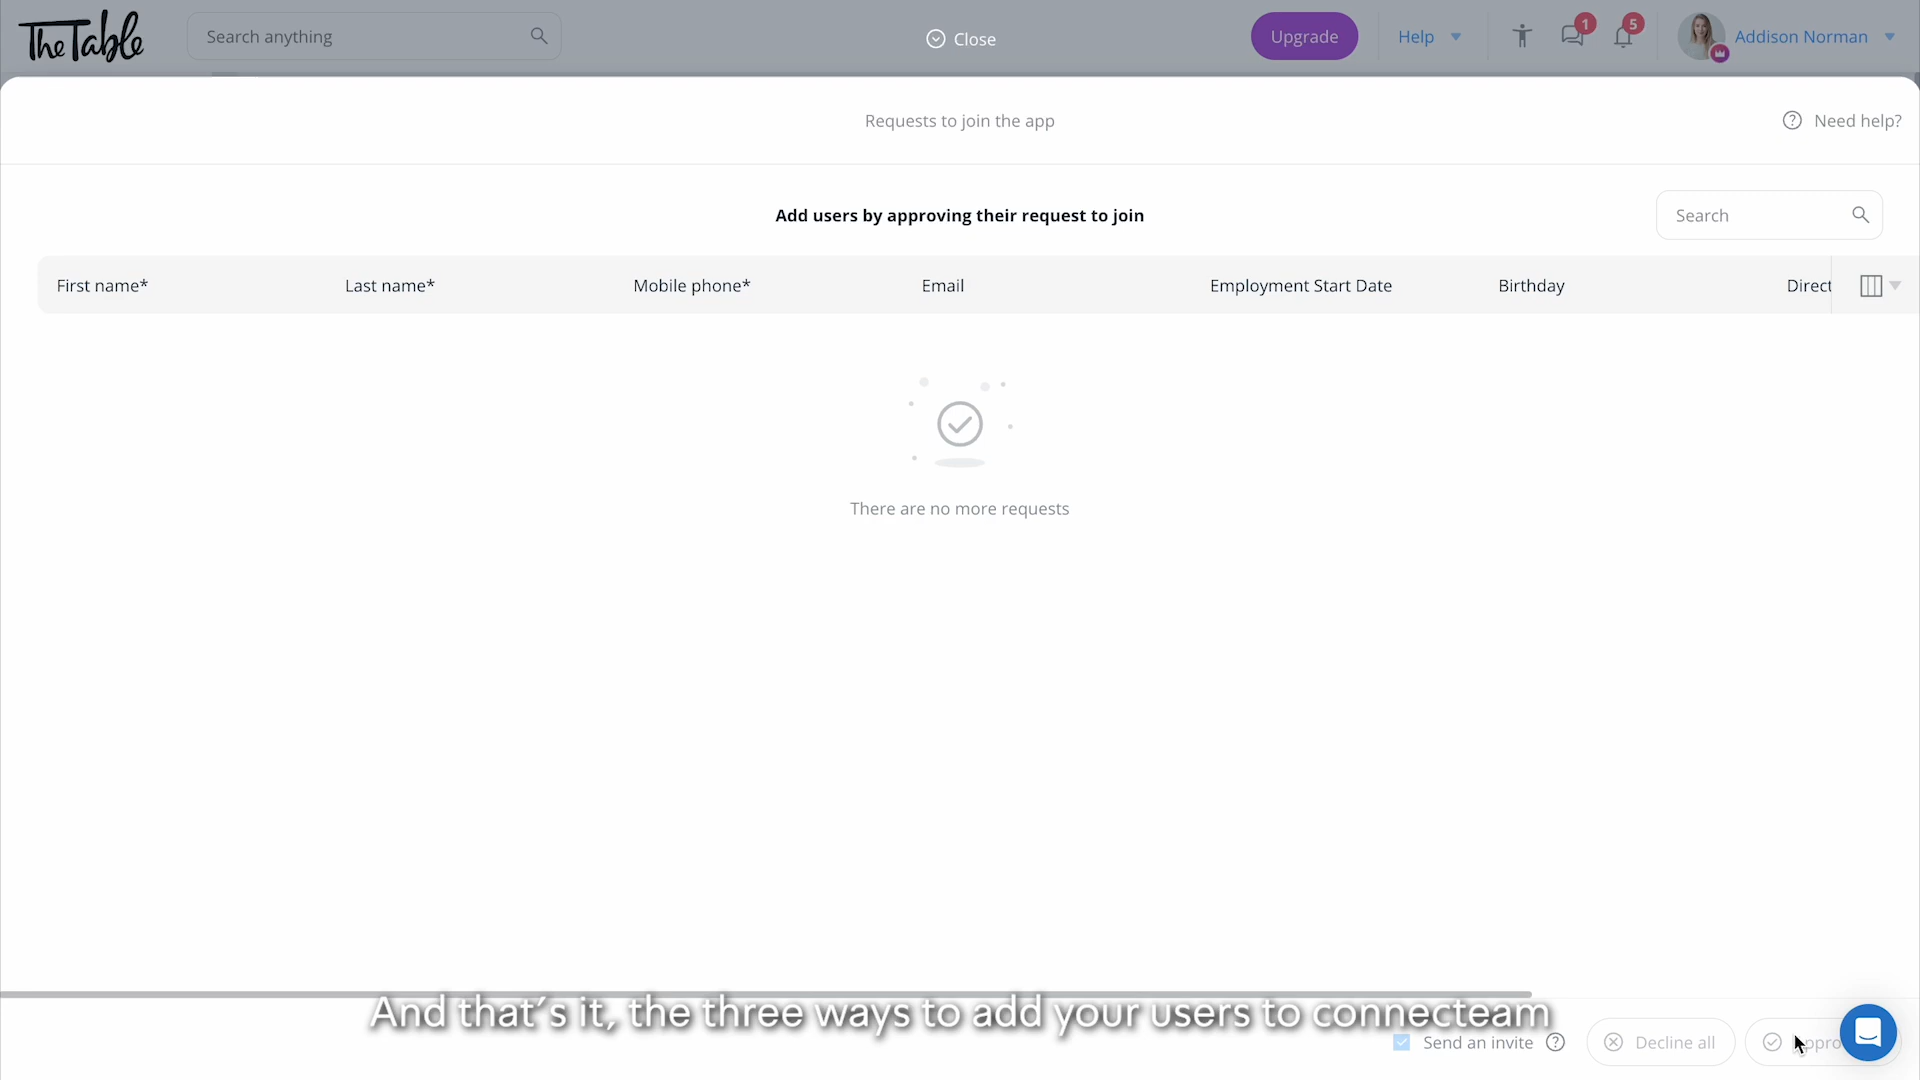 The Table
Search anything
Close
Upgrade
Help
1
5
Addison Norman
Requests to join the app
Need help?
Add users by approving their request to join
Search
First name*
Last name*
Mobile phone*
Email
Employment Start Date
Birthday
Direct
There are no more requests
And that's it, the three ways to add your users to connecteam
Send an invite
Decline all